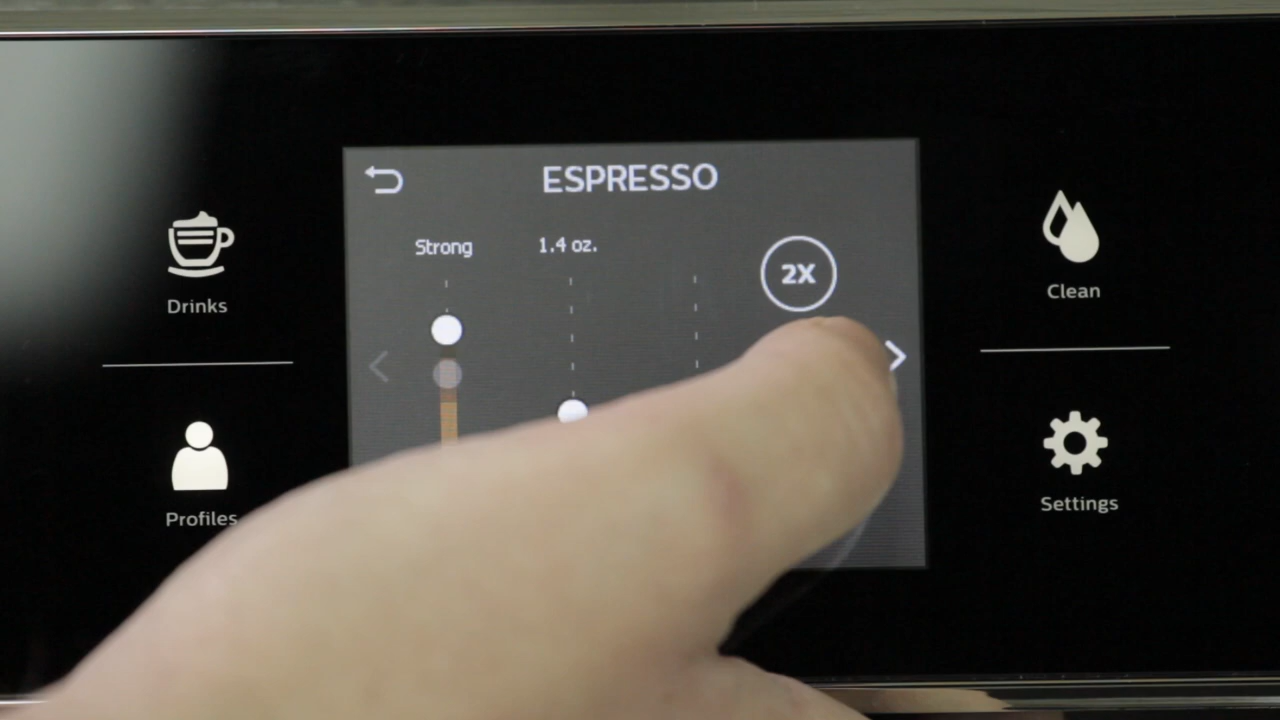 ESPRESSO
Strong
1.4 oz.
2X
Drinks
Clean
Profiles
Settings